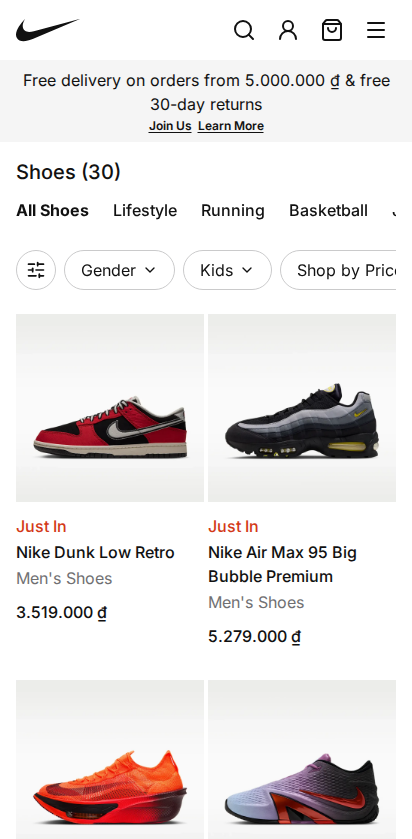 Free delivery on orders from 5.000.000 ₫ & free
30-day returns
Join Us Learn More
Shoes (30)
All Shoes Lifestyle Running Basketball
Gender Kids Shop by Price
Just In
Nike Dunk Low Retro
Men's Shoes
3.519.000 ₫
Just In
Nike Air Max 95 Big
Bubble Premium
Men's Shoes
5.279.000 ₫